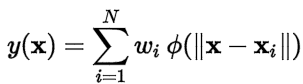 y(𝐱) = ∑_{i=1}^{N} w_i ϕ(‖𝐱 − 𝐱_i‖)